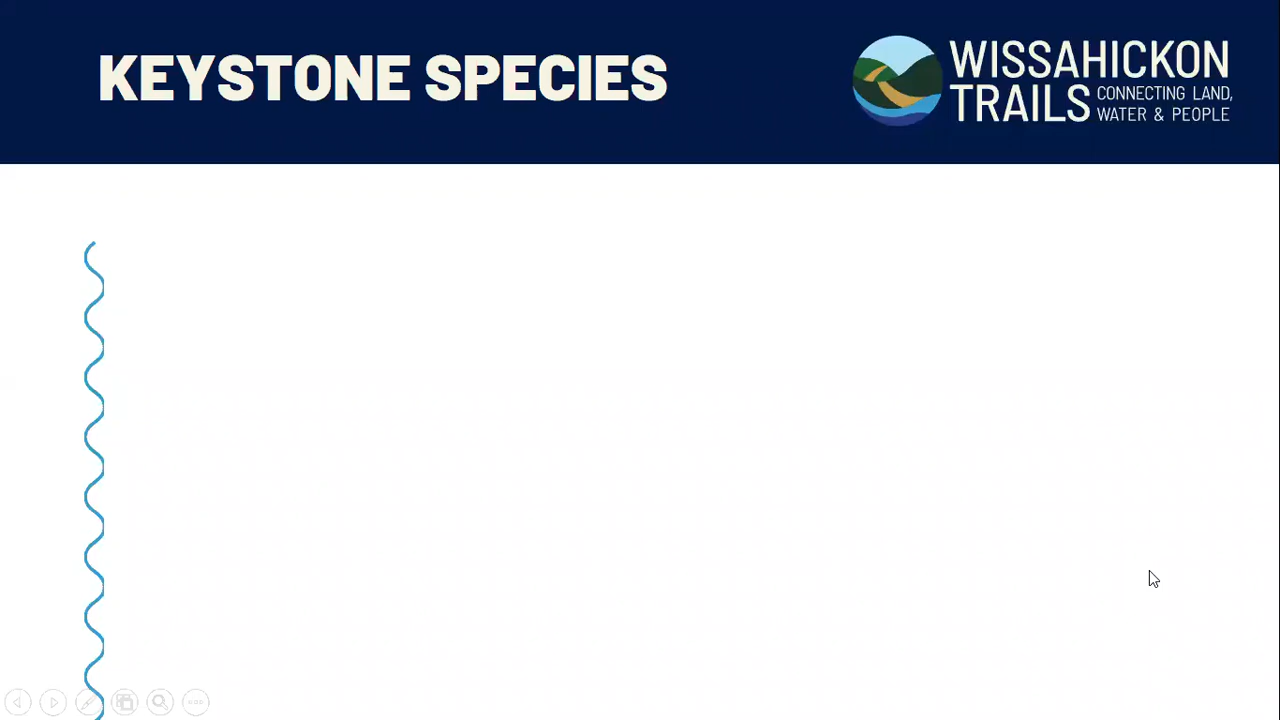 KEYSTONE SPECIES
WISSAHICKON
TRAILS CONNECTING LAND,
WATER & PEOPLE